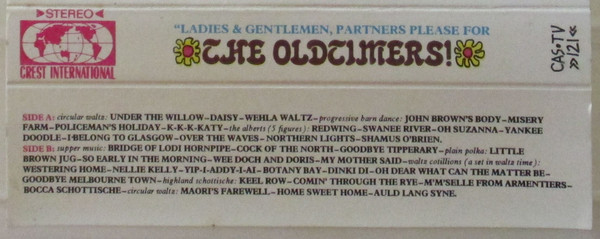 STEREO
CREST INTERNATIONAL
"LADIES & GENTLEMEN, PARTNERS PLEASE FOR
THE OLDTIMERS!
CAS•TV
»121«
SIDE A: circular waltz: UNDER THE WILLOW–DAISY–WEHLA WALTZ–progressive barn dance: JOHN BROWN'S BODY–MISERY
FARM–POLICEMAN'S HOLIDAY–K-K-K-KATY–the alberts (5 figures): REDWING–SWANEE RIVER–OH SUZANNA–YANKEE
DOODLE–I-BELONG TO GLASGOW–OVER THE WAVES–NORTHERN LIGHTS–SHAMUS O'BRIEN.
SIDE B: supper music: BRIDGE OF LODI HORNPIPE–COCK OF THE NORTH–GOODBYE TIPPERARY–plain polka: LITTLE
BROWN JUG–SO EARLY IN THE MORNING–WEE DOCH AND DORIS–MY MOTHER SAID–waltz cotillions (a set in waltz time):
WESTERING HOME–NELLIE KELLY–YIP-I-ADDY-I-AI–BOTANY BAY–DINKI DI–OH DEAR WHAT CAN THE MATTER BE–
GOODBYE MELBOURNE TOWN–highland schottische: KEEL ROW–COMIN' THROUGH THE RYE–M'M'SELLE FROM ARMENTIERS–
BOCCA SCHOTTISCHE–circular waltz: MAORI'S FAREWELL–HOME SWEET HOME–AULD LANG SYNE.